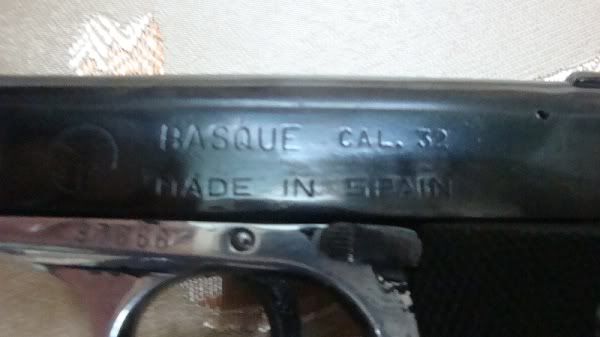 BASQUE CAL. 32
MADE IN SPAIN